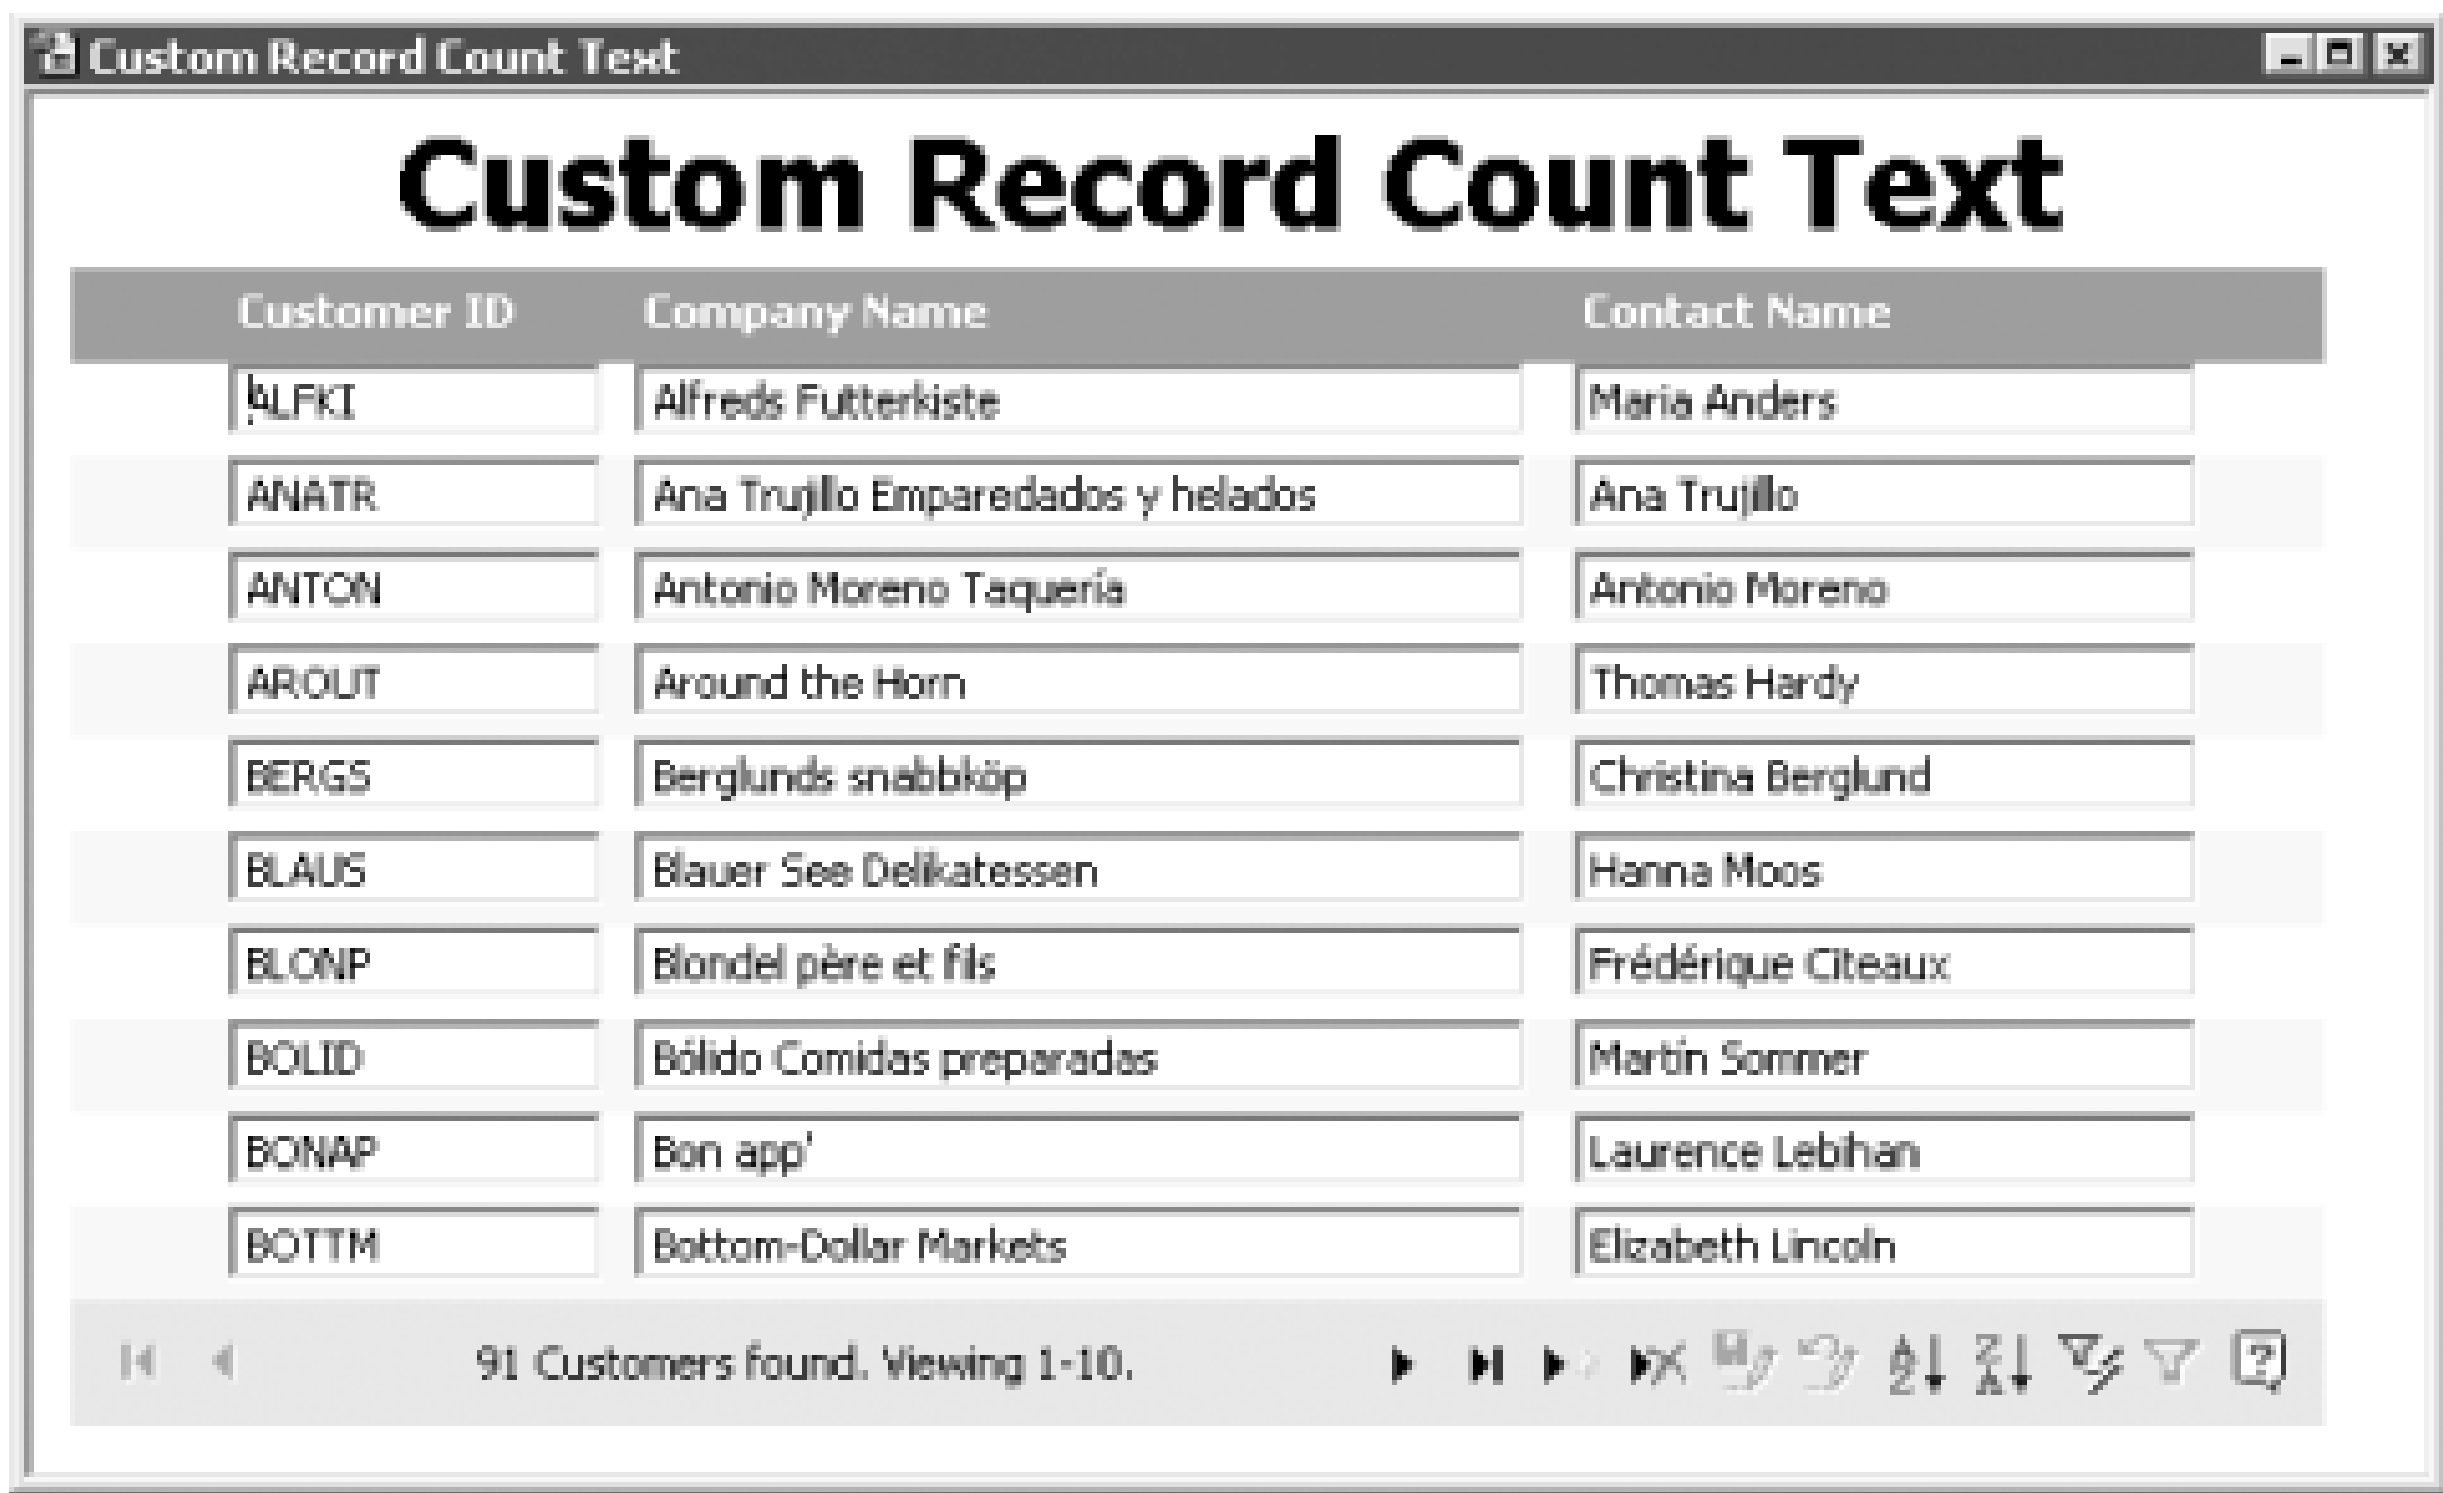 Custom Record Count Text
Custom Record Count Text
Customer ID Company Name Contact Name
ALFKI Alfreds Futterkiste Maria Anders
ANATR Ana Trujillo Emparedados y helados Ana Trujillo
ANTON Antonio Moreno Taquería Antonio Moreno
AROUT Around the Horn Thomas Hardy
BERGS Berglunds snabbköp Christina Berglund
BLAUS Blauer See Delikatessen Hanna Moos
BLONP Blondel père et fils Frédérique Citeaux
BOLID Bólido Comidas preparadas Martín Sommer
BONAP Bon app' Laurence Lebihan
BOTTM Bottom-Dollar Markets Elizabeth Lincoln
91 Customers found. Viewing 1-10.